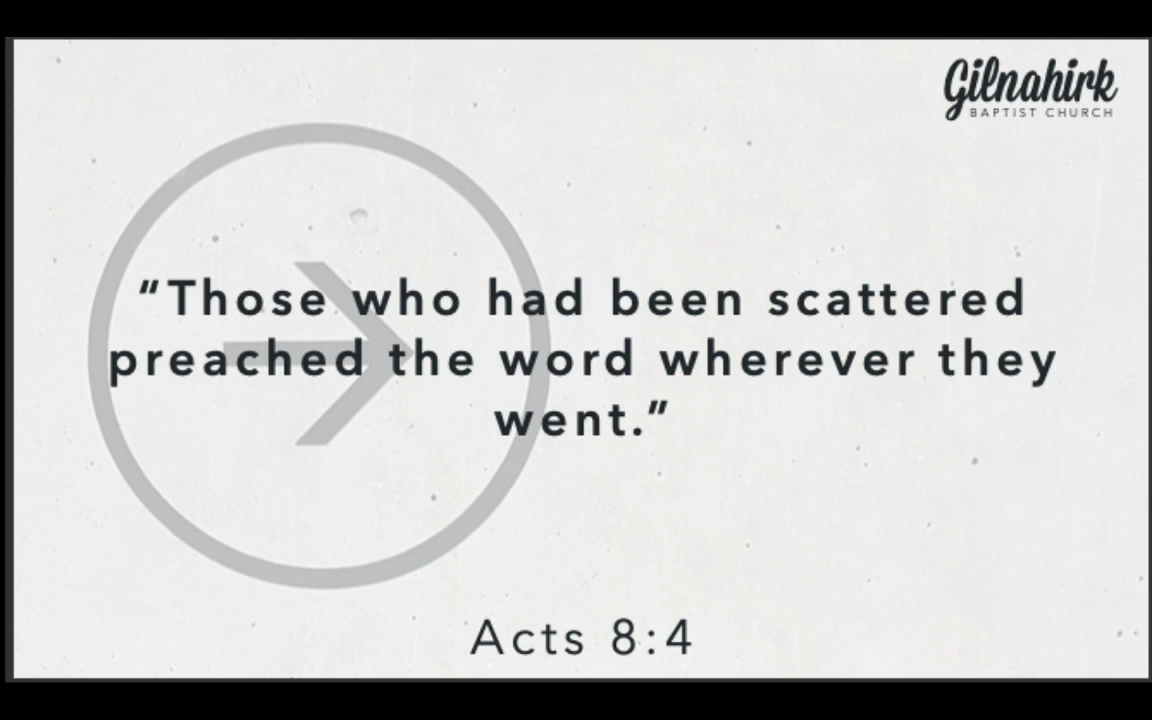 Gilnahirk
BAPTIST CHURCH
“Those who had been scattered
preached the word wherever they
went.”
Acts 8:4